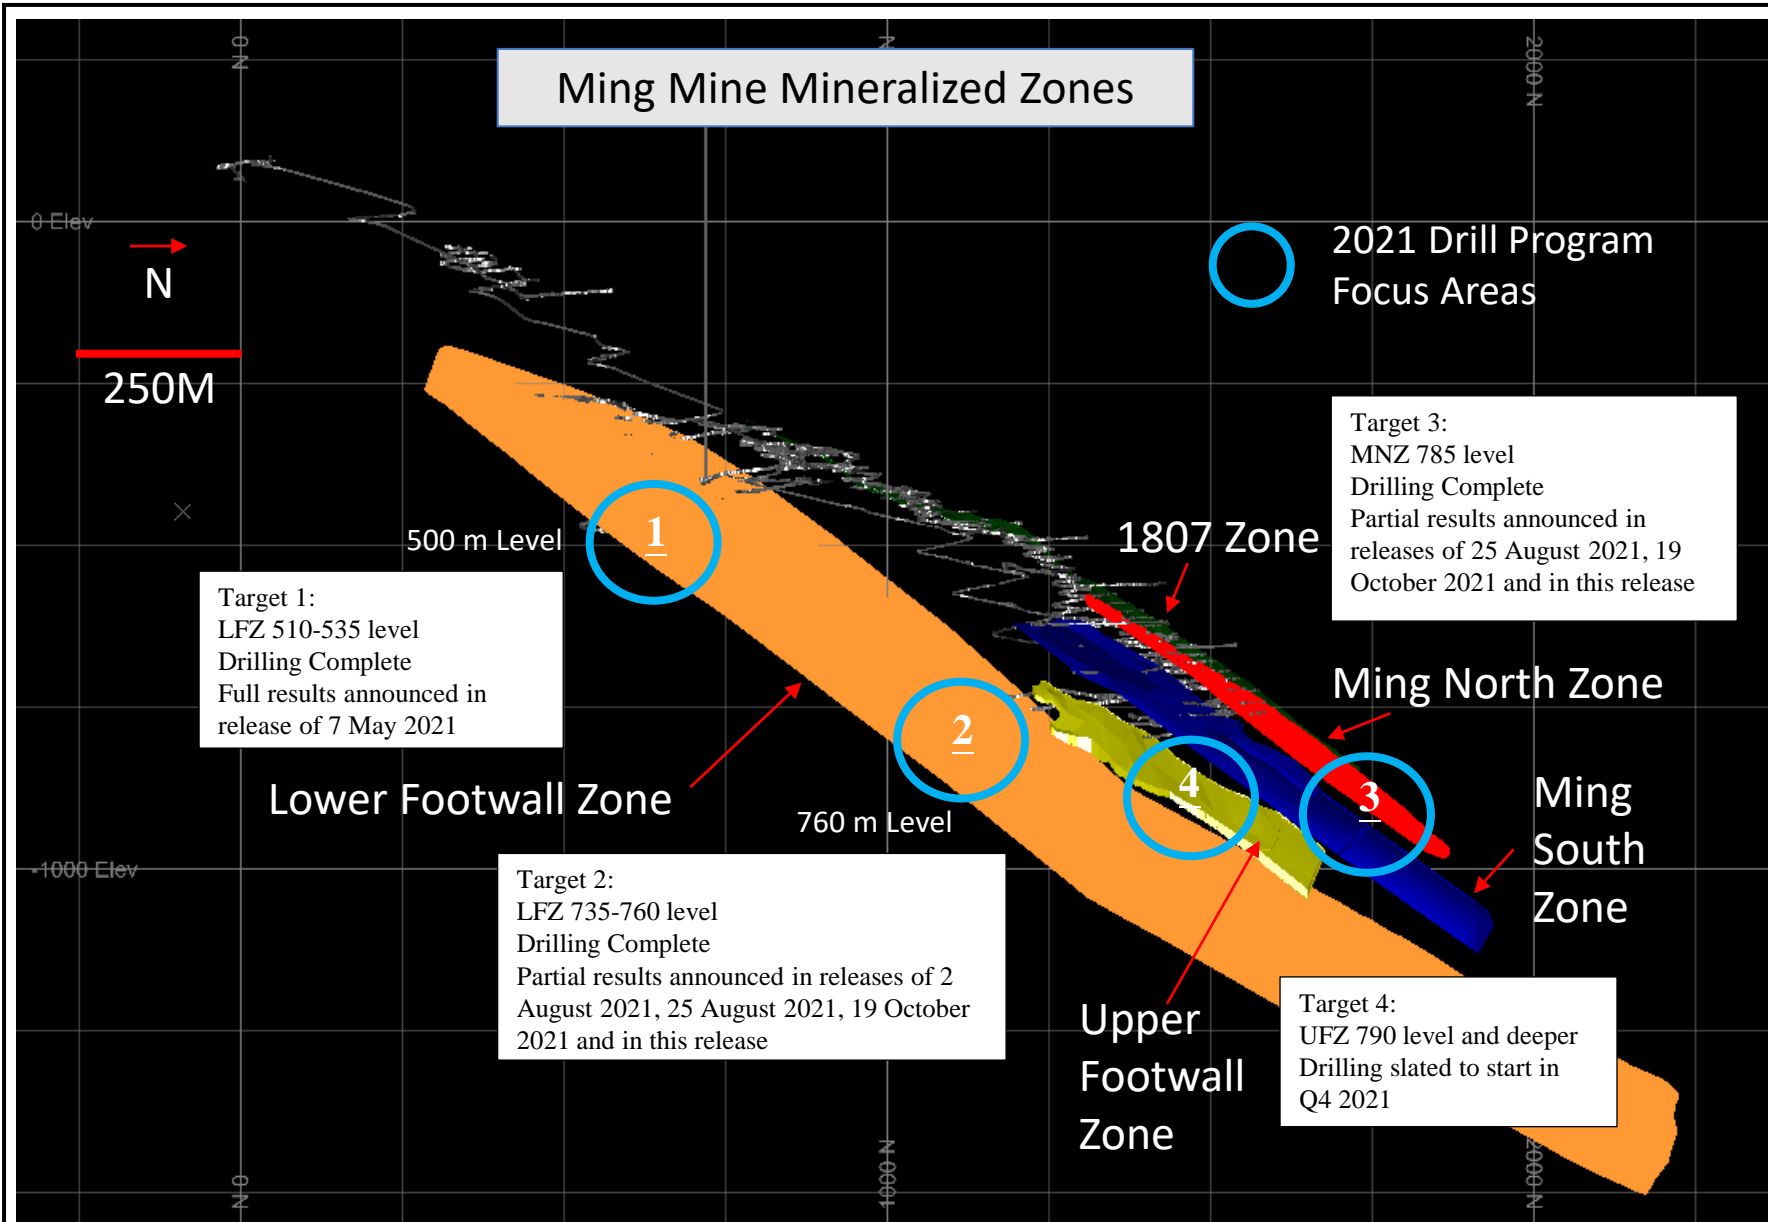 0 N
N
2000 N
Ming Mine Mineralized Zones
0 Elev
N
250M
2021 Drill Program
Focus Areas
Target 3:
MNZ 785 level
Drilling Complete
Partial results announced in
releases of 25 August 2021, 19
October 2021 and in this release
500 m Level
1
1807 Zone
Target 1:
LFZ 510-535 level
Drilling Complete
Full results announced in
release of 7 May 2021
Ming North Zone
2
4
3
Lower Footwall Zone
760 m Level
Ming
South
Zone
-1000 Elev
Target 2:
LFZ 735-760 level
Drilling Complete
Partial results announced in releases of 2
August 2021, 25 August 2021, 19 October
2021 and in this release
Upper
Footwall
Zone
Target 4:
UFZ 790 level and deeper
Drilling slated to start in
Q4 2021
0 N
1000 N
2000 N